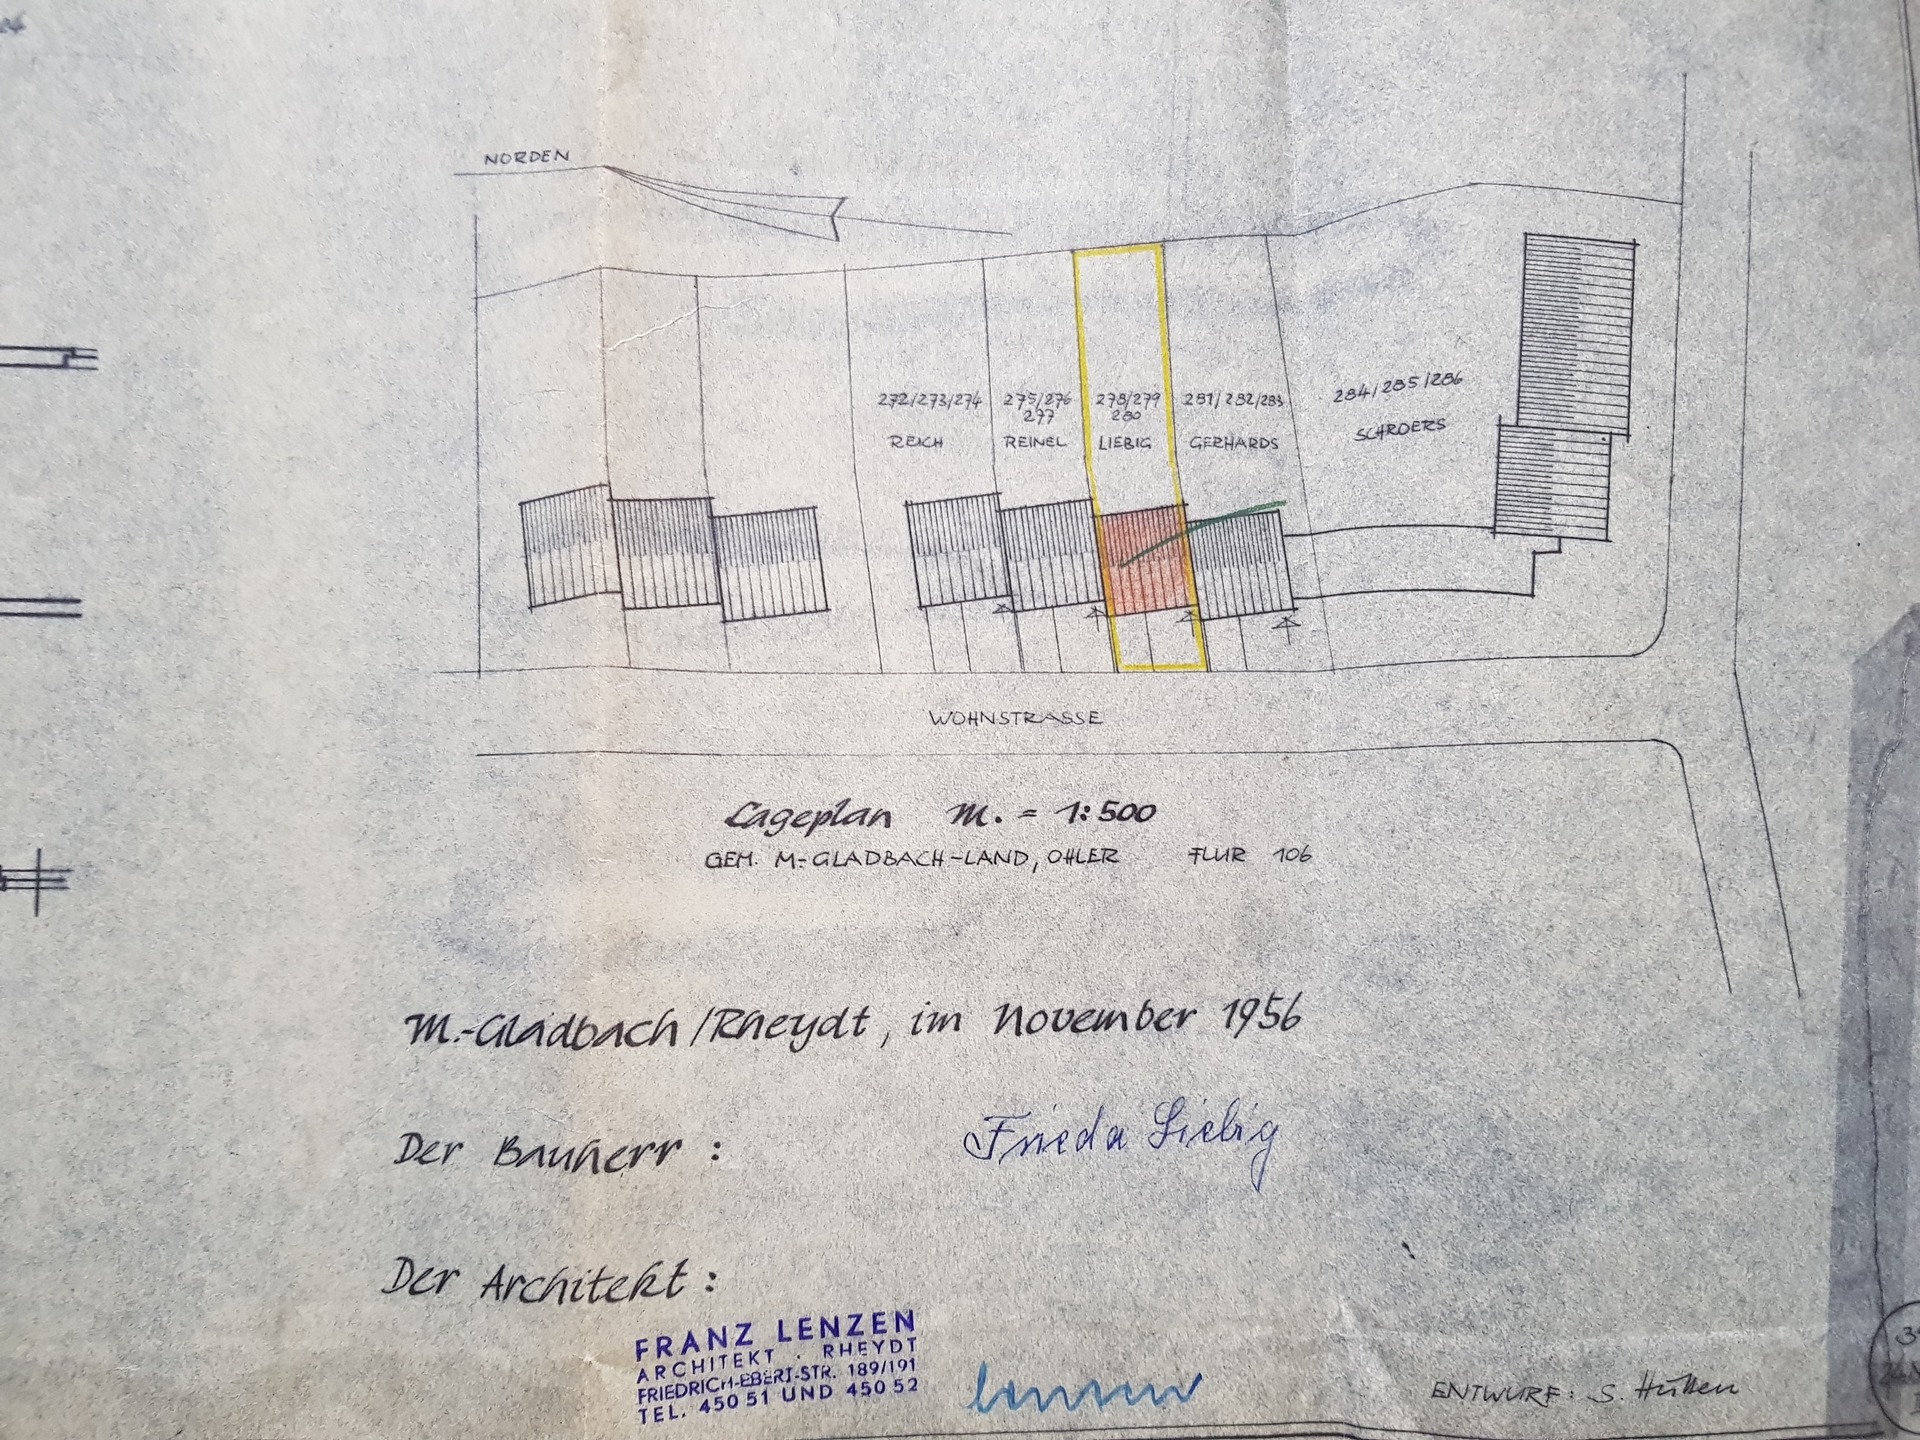 NORDEN
272/273/274
275/276
277
278/279
280
281/282/283
284/285/286
REICH
REINEL
LIEBIG
GERHARDS
SCHROERS
WOHNSTRASSE
Lageplan M. = 1:500
GEM. M-GLADBACH-LAND, OHLER FLUR 106
M.-Gladbach/Rheydt, im November 1956
Der Bauherr : Frieda Liebig
Der Architekt :
FRANZ LENZEN
ARCHITEKT · RHEYDT
FRIEDRICH-EBERT-STR. 189/191
TEL. 450 51 UND 450 52
Lenzen
ENTWURF: S.